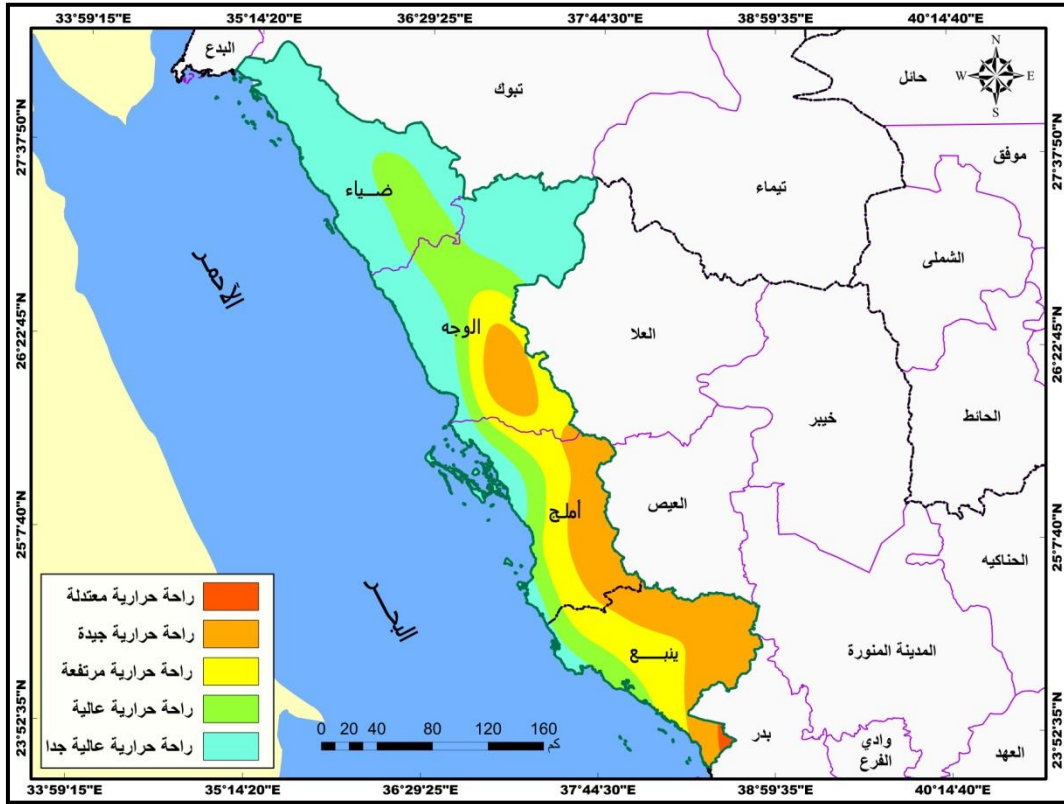 33°59'15"E 35°14'20"E 36°29'25"E 37°44'30"E 38°59'35"E 40°14'40"E
N
W E
S
27°37'50"N
26°22'45"N
25°7'40"N
23°52'35"N
البدع
تبوك
حائل
موفق
تيماء
ضـياء
الشملى
الأحمر
الوجه
العلا
خيبر
الحائط
أملج
العيص
الحناكيه
البحر
ينبـــع
المدينة المنورة
بدر
وادي
الفرع
العهد
راحة حرارية معتدلة
راحة حرارية جيدة
راحة حرارية مرتفعة
راحة حرارية عالية
راحة حرارية عالية جدا
0 20 40 80 120 160
كم
27°37'50"N
26°22'45"N
25°7'40"N
23°52'35"N
33°59'15"E 35°14'20"E 36°29'25"E 37°44'30"E 38°59'35"E 40°14'40"E